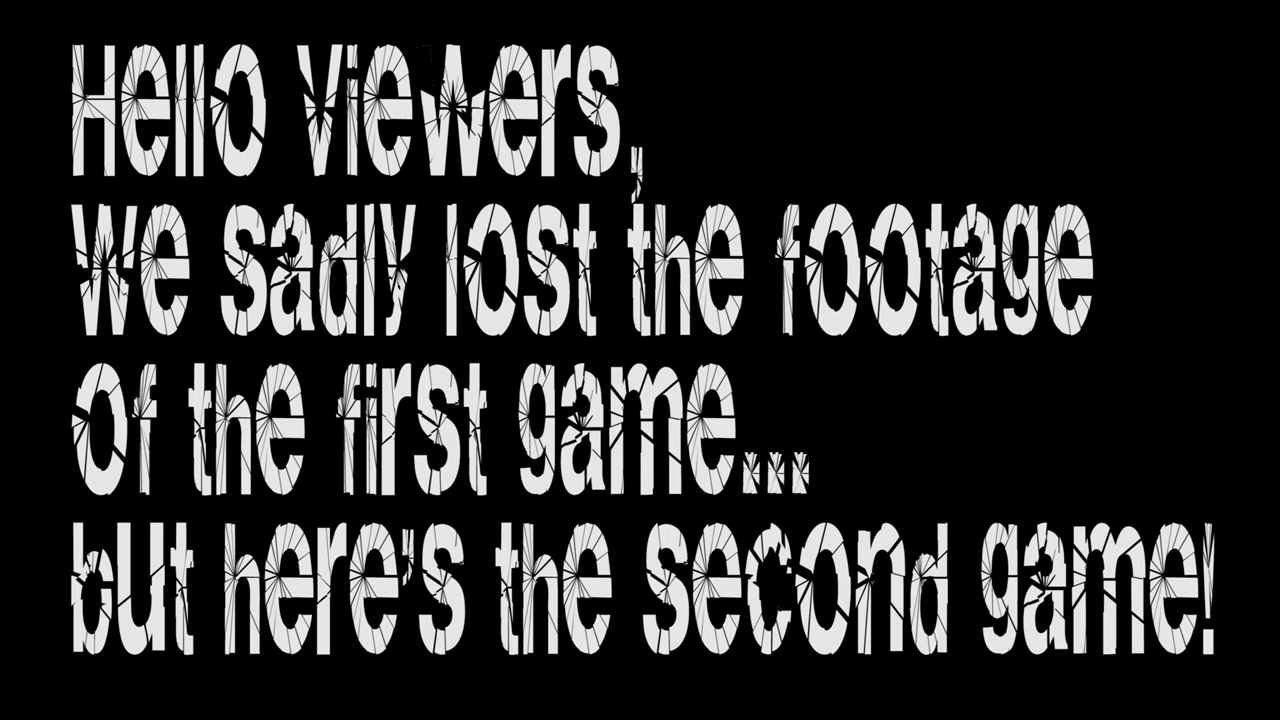 Hello Viewers,
we sadly lost the footage
Of the first game...
but here's the second game!